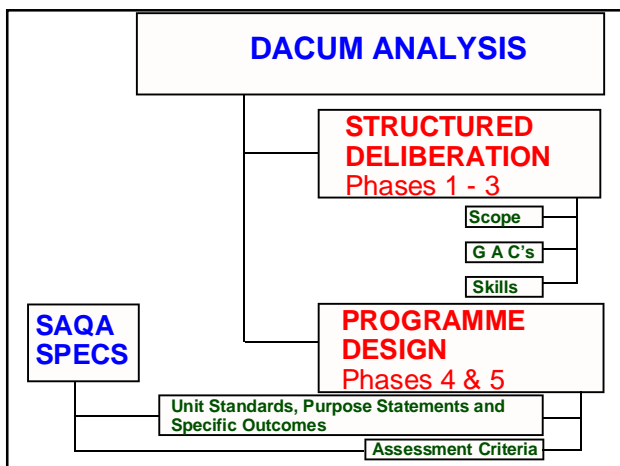 DACUM ANALYSIS
STRUCTURED
DELIBERATION
Phases 1 - 3
Scope
G A C's
Skills
SAQA
SPECS
PROGRAMME
DESIGN
Phases 4 & 5
Unit Standards, Purpose Statements and
Specific Outcomes
Assessment Criteria